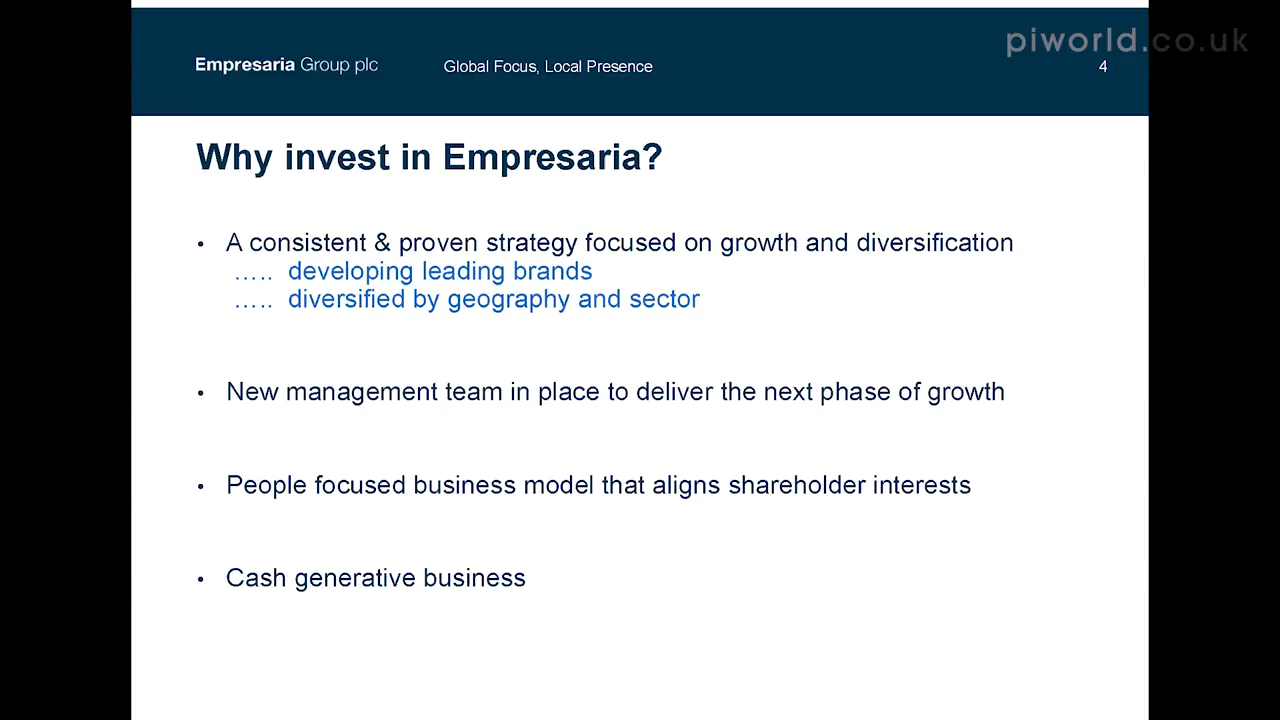 piworld.co.uk
Empresaria Group plc
Global Focus, Local Presence
4
Why invest in Empresaria?
• A consistent & proven strategy focused on growth and diversification
….. developing leading brands
….. diversified by geography and sector
• New management team in place to deliver the next phase of growth
• People focused business model that aligns shareholder interests
• Cash generative business